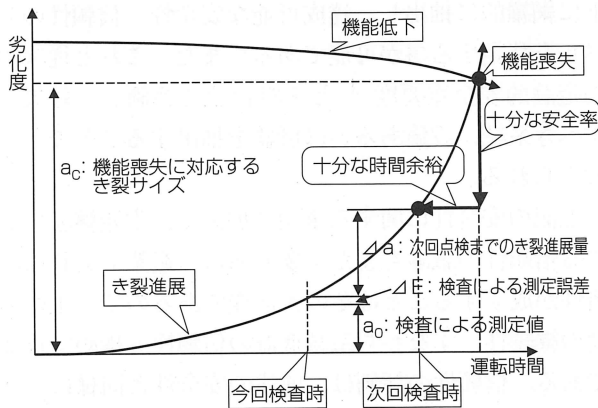 劣化度
機能低下
機能喪失
十分な安全率
十分な時間余裕
aC：機能喪失に対応する
き裂サイズ
⊿a：次回点検までのき裂進展量
⊿E：検査による測定誤差
き裂進展
a0：検査による測定値
運転時間
今回検査時
次回検査時